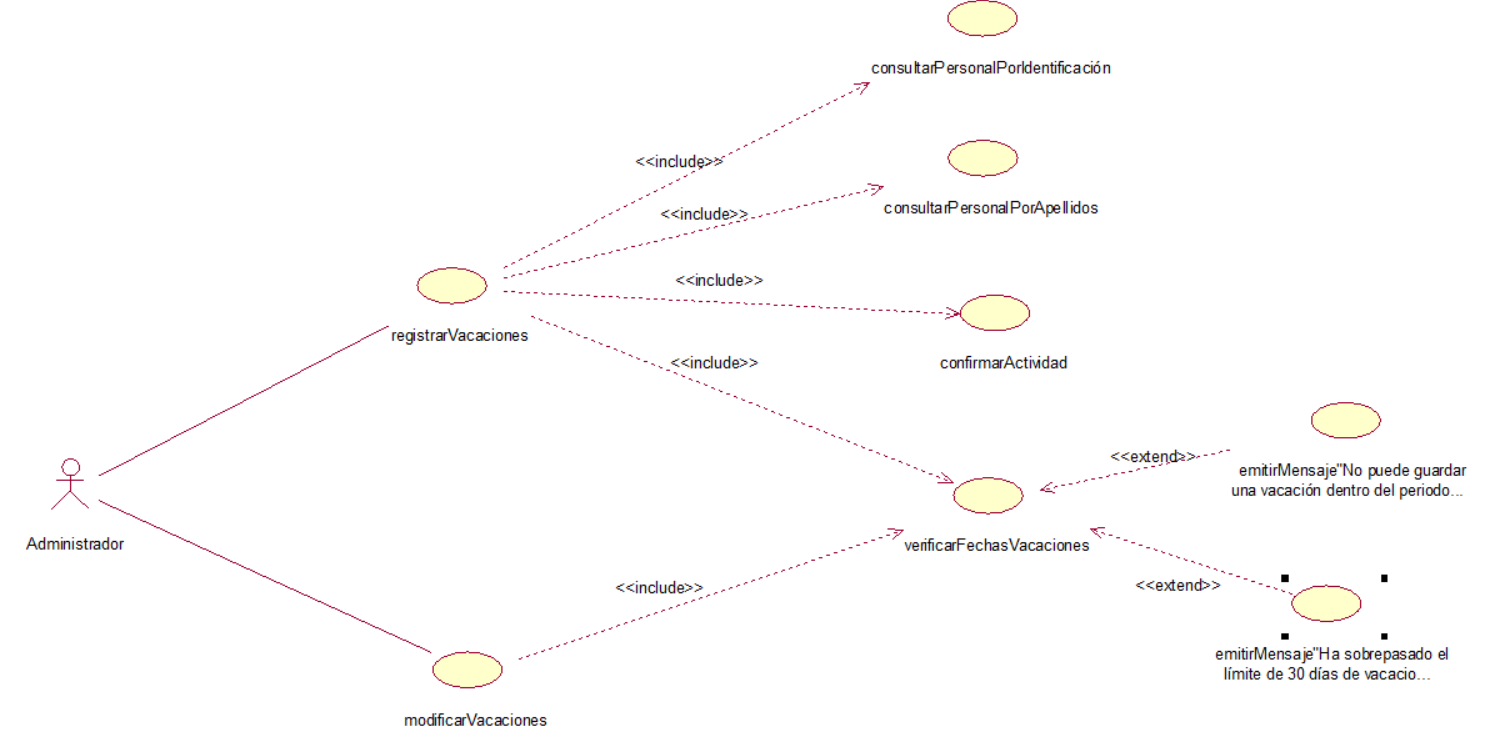 consultarPersonalPorIdentificación
<<include>>
consultarPersonalPorApellidos
<<include>>
<<include>>
registrarVacaciones
confirmarActividad
<<include>>
<<extend>>
emitirMensaje"No puede guardar
una vacación dentro del periodo...
Administrador
verificarFechasVacaciones
<<include>>
<<extend>>
emitirMensaje"Ha sobrepasado el
límite de 30 días de vacacio...
modificarVacaciones